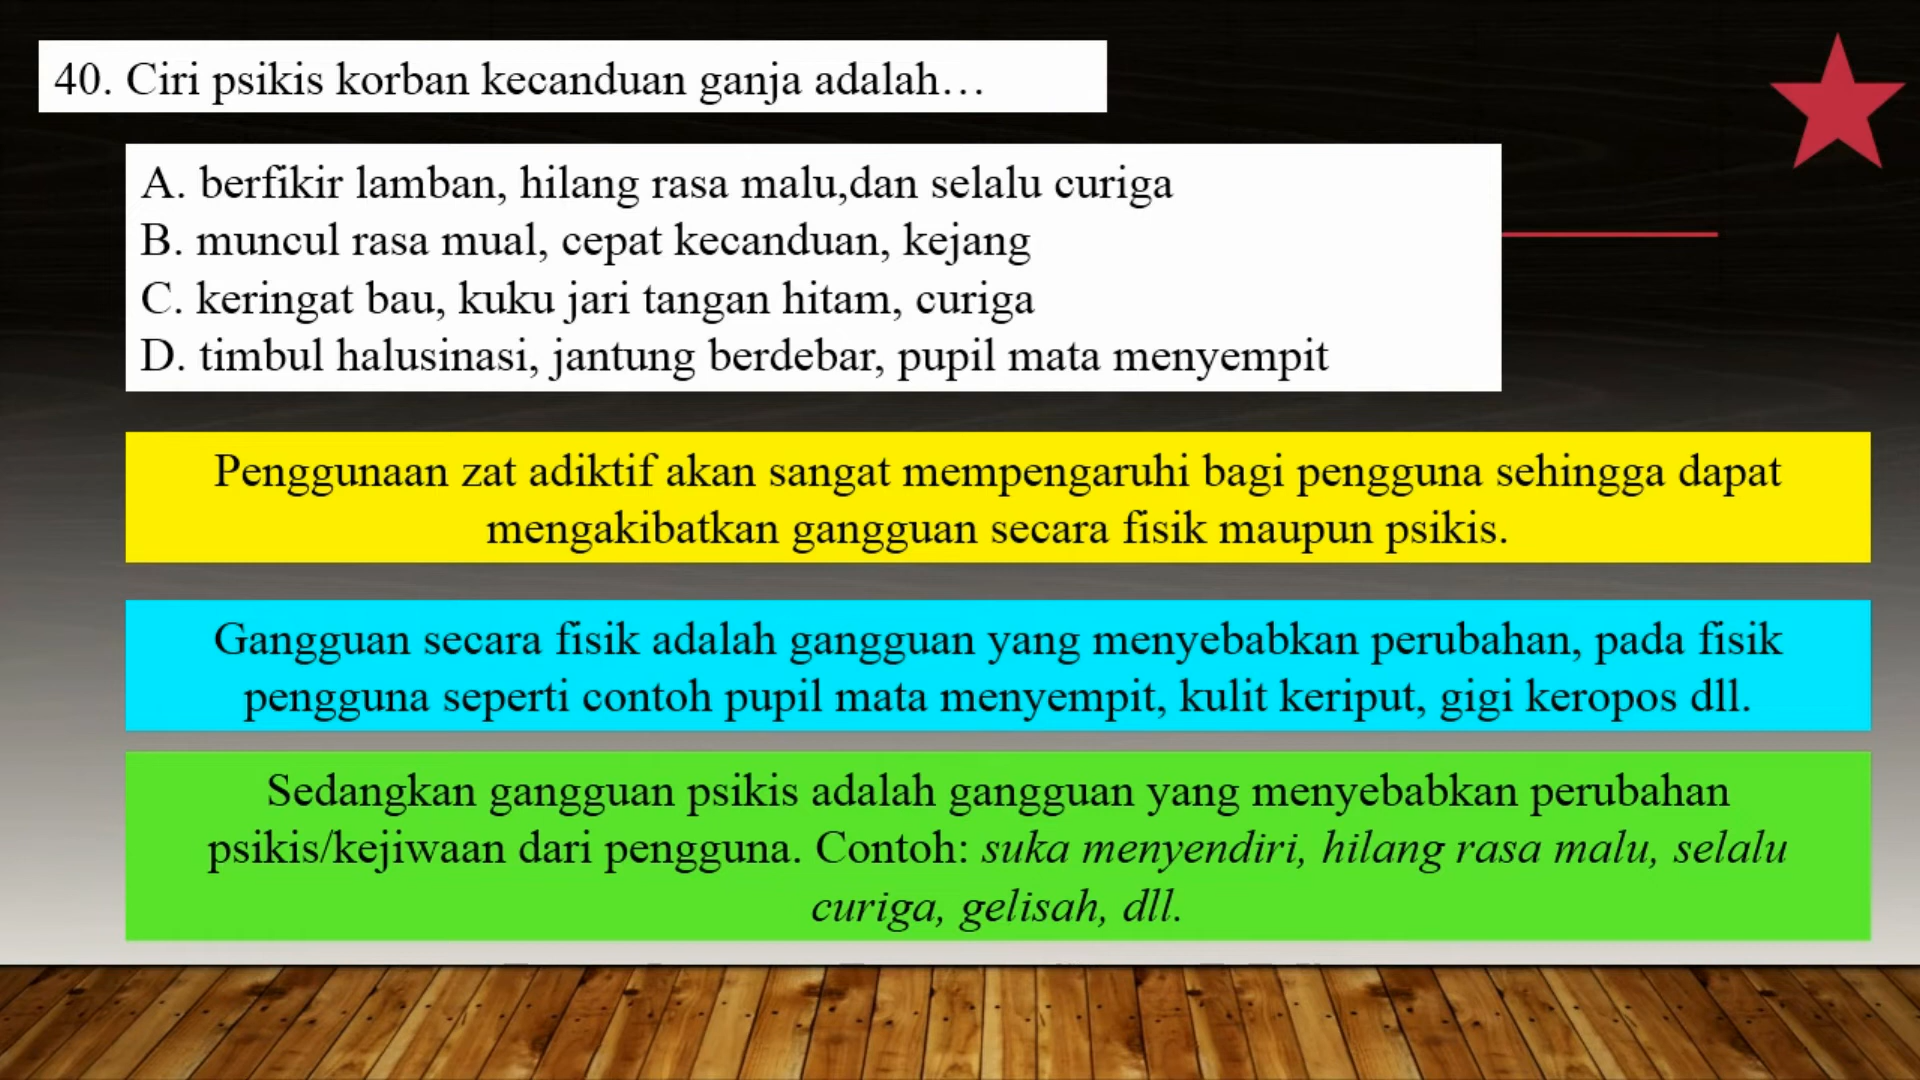 40. Ciri psikis korban kecanduan ganja adalah…
A. berfikir lamban, hilang rasa malu,dan selalu curiga
B. muncul rasa mual, cepat kecanduan, kejang
C. keringat bau, kuku jari tangan hitam, curiga
D. timbul halusinasi, jantung berdebar, pupil mata menyempit
Penggunaan zat adiktif akan sangat mempengaruhi bagi pengguna sehingga dapat
mengakibatkan gangguan secara fisik maupun psikis.
Gangguan secara fisik adalah gangguan yang menyebabkan perubahan, pada fisik
pengguna seperti contoh pupil mata menyempit, kulit keriput, gigi keropos dll.
Sedangkan gangguan psikis adalah gangguan yang menyebabkan perubahan
psikis/kejiwaan dari pengguna. Contoh: suka menyendiri, hilang rasa malu, selalu
curiga, gelisah, dll.